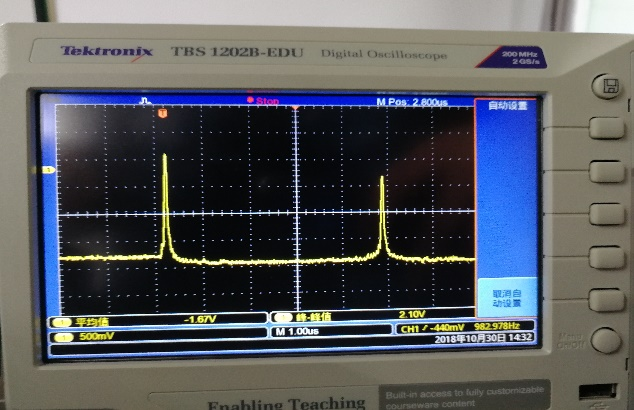 Tektronix TBS 1202B-EDU Digital Oscilloscope
200 MHz
2 GS/s
Stop M Pos: 2.800us
自动设置
T
1
取消自
动设置
1 平均值 -1.67V 1 峰-峰值 2.10V
1 500mV M 1.00us CH1 -440mV 982.978Hz
2018年10月30日 14:32
Enabling Teaching
Built-in access to fully customizable
courseware content